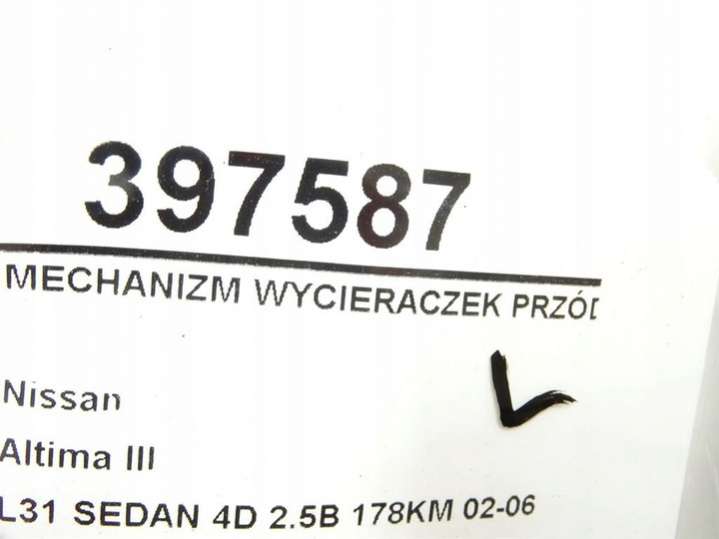 397587
MECHANIZM WYCIERACZEK PRZÓD
Nissan
Altima III
L31 SEDAN 4D 2.5B 178KM 02-06